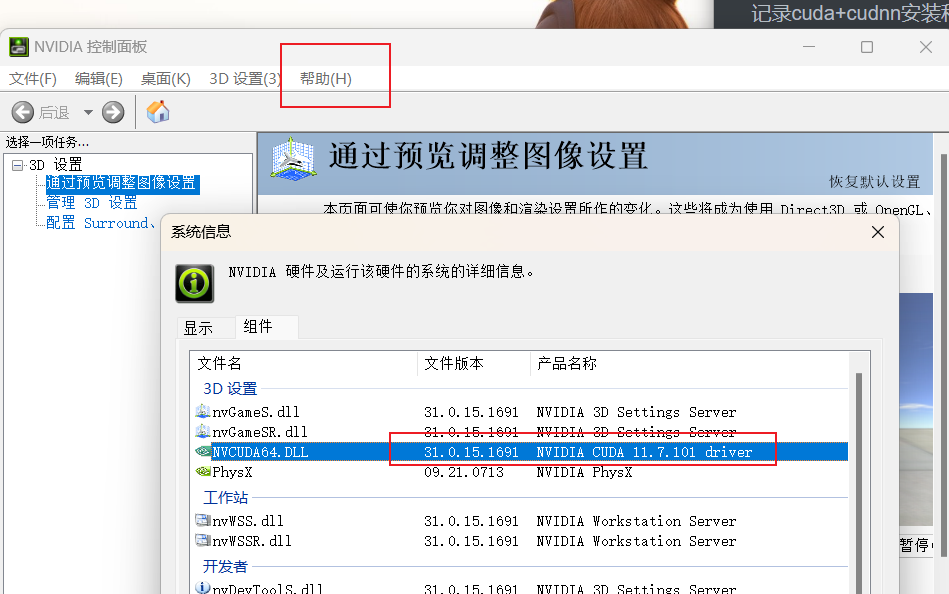 记录cuda+cudnn安装和
NVIDIA 控制面板
文件(F) 编辑(E) 桌面(K) 3D 设置(3) 帮助(H)
后退
选择一项任务...
3D 设置
通过预览调整图像设置
管理 3D 设置
配置 Surround、
通过预览调整图像设置
恢复默认设置
本页面可使你预览你对图像和渲染设置所作的变化。这些将成为使用 Direct3D 或 OpenGL、
系统信息
NVIDIA 硬件及运行该硬件的系统的详细信息。
显示 组件
文件名 文件版本 产品名称
3D 设置
nvGameS.dll 31.0.15.1691 NVIDIA 3D Settings Server
nvGameSR.dll 31.0.15.1691 NVIDIA 3D Settings Server
NVCUDA64.DLL 31.0.15.1691 NVIDIA CUDA 11.7.101 driver
PhysX 09.21.0713 NVIDIA PhysX
工作站
nvWSS.dll 31.0.15.1691 NVIDIA Workstation Server
nvWSSR.dll 31.0.15.1691 NVIDIA Workstation Server
开发者
nvDevToolS.dll 31.0.15.1691 NVIDIA 3D Settings Server
暂停